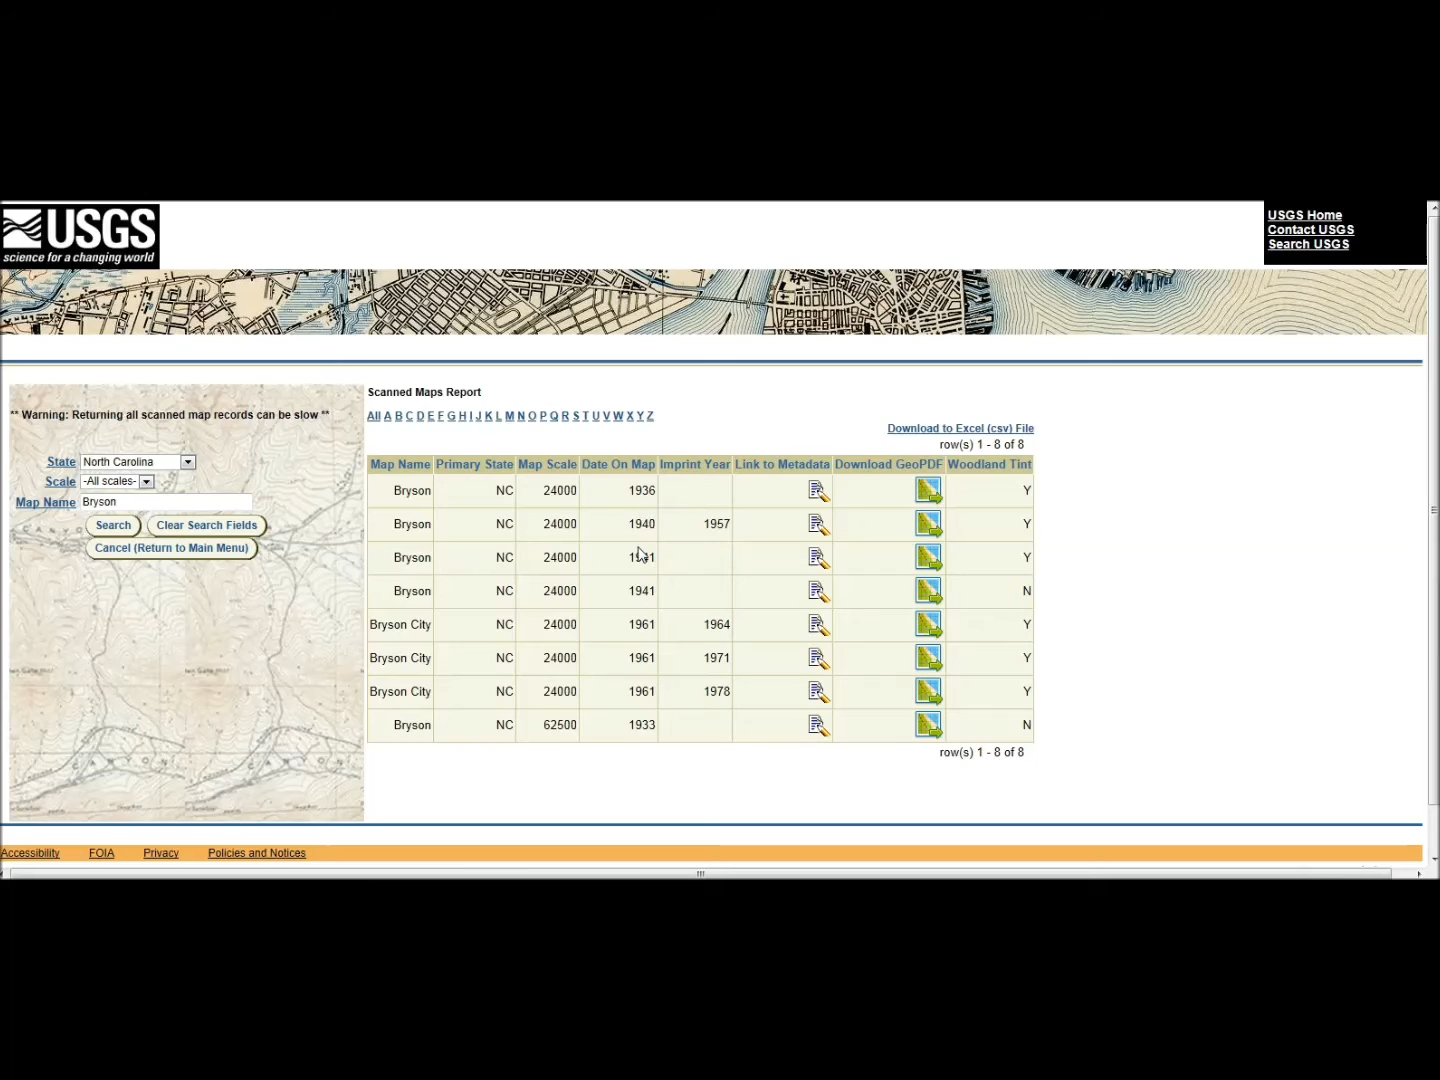 USGS
science for a changing world
USGS Home
Contact USGS
Search USGS
** Warning: Returning all scanned map records can be slow **
State North Carolina
Scale -All scales-
Map Name Bryson
Search Clear Search Fields
Cancel (Return to Main Menu)
Scanned Maps Report
All A B C D E F G H I J K L M N O P Q R S T U V W X Y Z
Download to Excel (csv) File
row(s) 1 - 8 of 8
Map Name Primary State Map Scale Date On Map Imprint Year Link to Metadata Download GeoPDF Woodland Tint
Bryson NC 24000 1936 Y
Bryson NC 24000 1940 1957 Y
Bryson NC 24000 1941 Y
Bryson NC 24000 1941 N
Bryson City NC 24000 1961 1964 Y
Bryson City NC 24000 1961 1971 Y
Bryson City NC 24000 1961 1978 Y
Bryson NC 62500 1933 N
row(s) 1 - 8 of 8
CANYON CANYON
Accessibility FOIA Privacy Policies and Notices